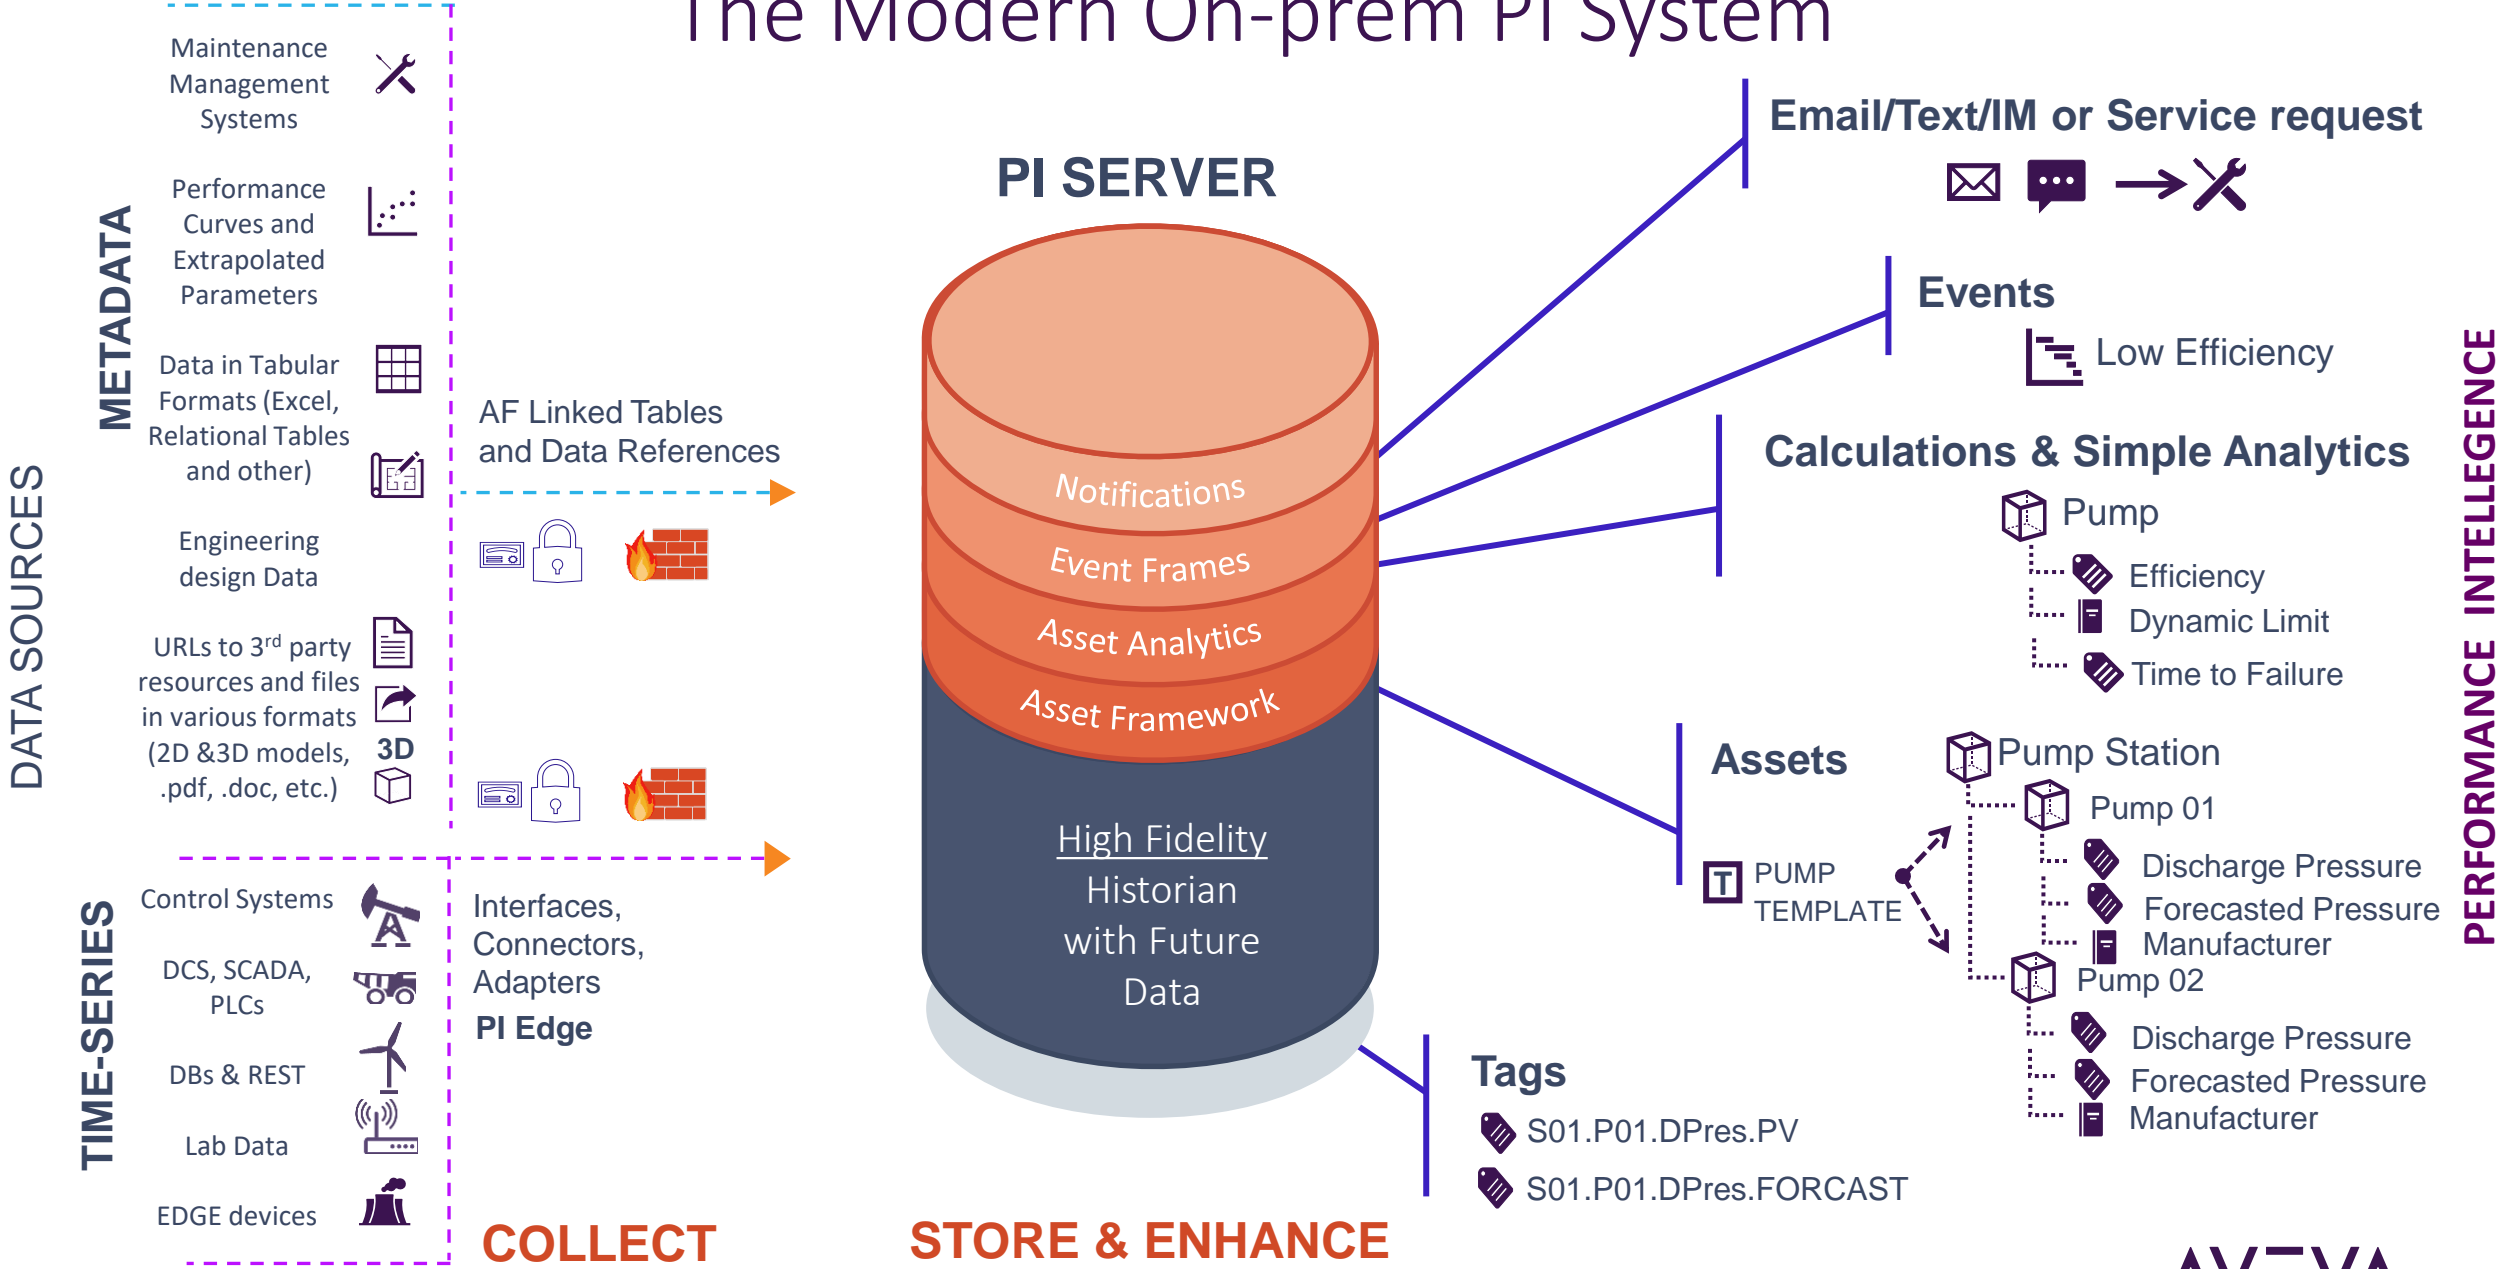 The Modern On-prem PI System
DATA SOURCES
METADATA
Maintenance
Management
Systems
Performance
Curves and
Extrapolated
Parameters
Data in Tabular
Formats (Excel,
Relational Tables
and other)
Engineering
design Data
URLs to 3rd party
resources and files
in various formats
(2D &3D models,
.pdf, .doc, etc.)
3D
TIME-SERIES
Control Systems
DCS, SCADA,
PLCs
DBs & REST
Lab Data
EDGE devices
AF Linked Tables
and Data References
Interfaces,
Connectors,
Adapters
PI Edge
COLLECT
PI SERVER
Notifications
Event Frames
Asset Analytics
Asset Framework
High Fidelity
Historian
with Future
Data
STORE & ENHANCE
Email/Text/IM or Service request
Events
Low Efficiency
Calculations & Simple Analytics
Pump
Efficiency
Dynamic Limit
Time to Failure
Assets
PUMP
TEMPLATE
T
Pump Station
Pump 01
Discharge Pressure
Forecasted Pressure
Manufacturer
Pump 02
Discharge Pressure
Forecasted Pressure
Manufacturer
Tags
S01.P01.DPres.PV
S01.P01.DPres.FORCAST
PERFORMANCE INTELLEGENCE
AVEVA